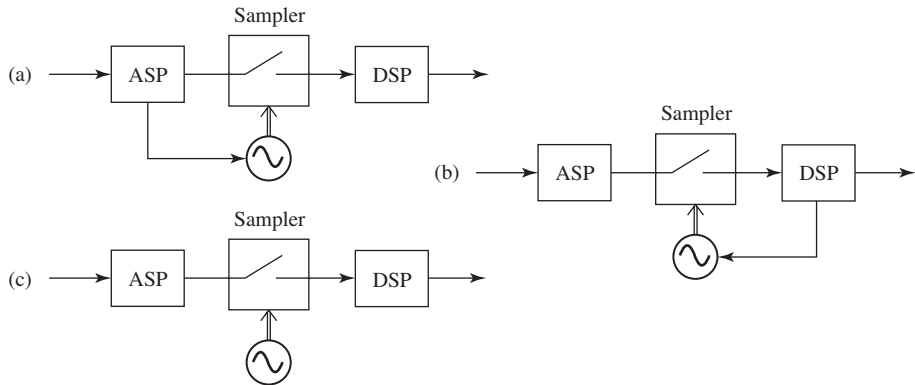 Sampler
(a) ASP DSP
Sampler
(b) ASP DSP
Sampler
(c) ASP DSP